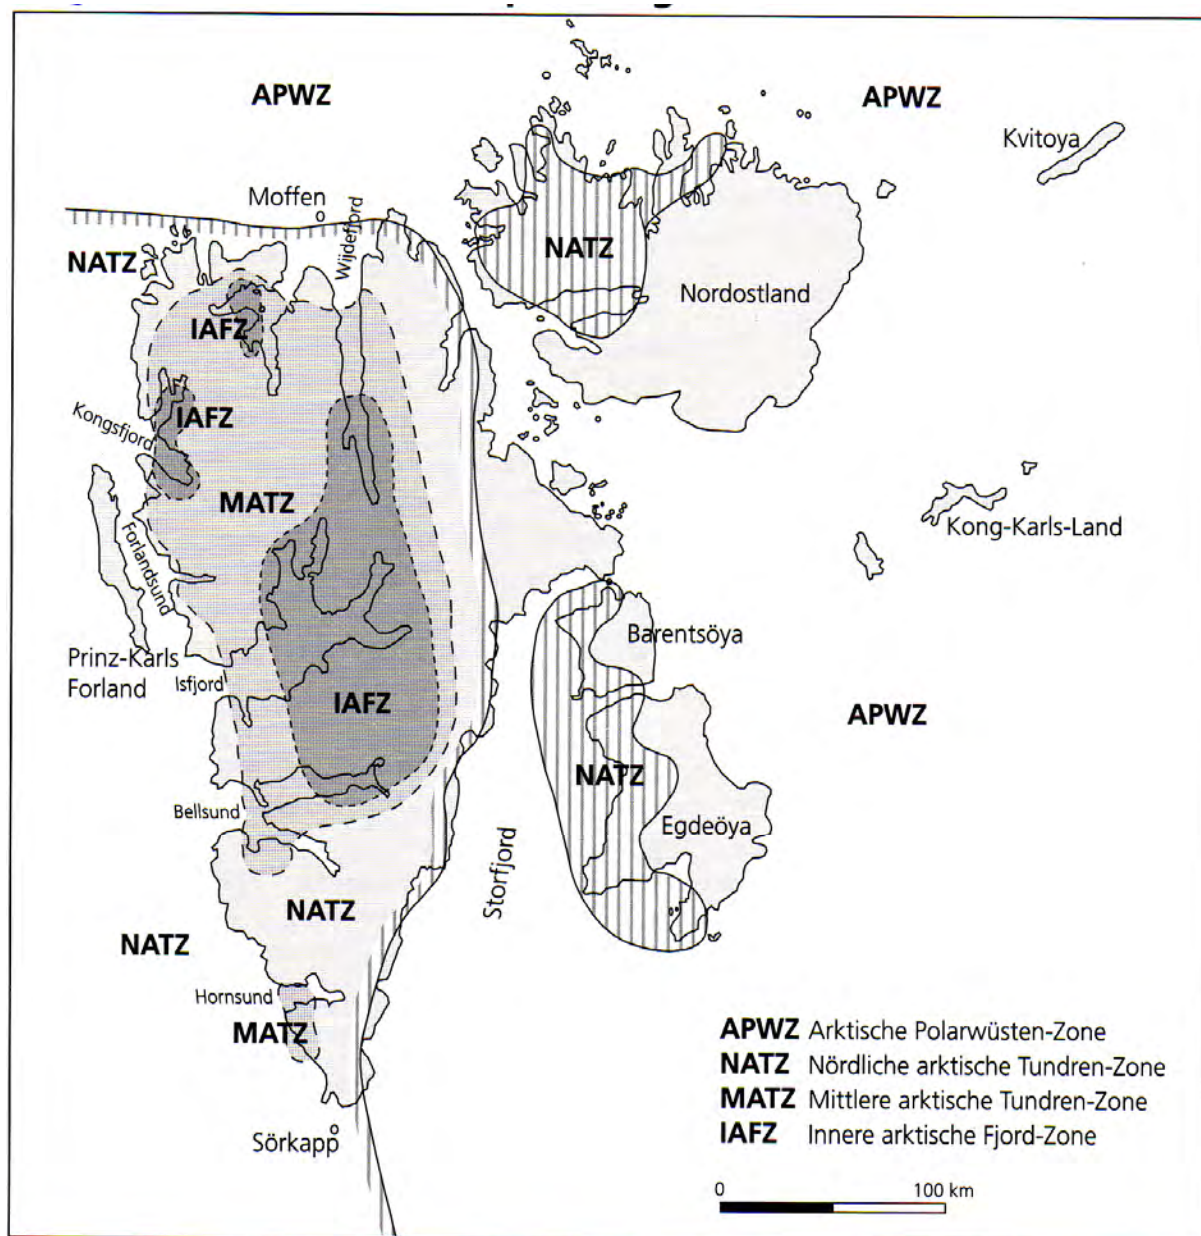 APWZ
APWZ
Kvitoya
Moffen
Wijdefjord
NATZ
NATZ
Nordostland
IAFZ
IAFZ
Kongsfjord
MATZ
Kong-Karls-Land
Forlandsund
Barentsöya
Prinz-Karls
Forland
Isfjord
IAFZ
APWZ
NATZ
Bellsund
Egdeöya
Storfjord
NATZ
NATZ
Hornsund
MATZ
Sörkapp
APWZ Arktische Polarwüsten-Zone
NATZ Nördliche arktische Tundren-Zone
MATZ Mittlere arktische Tundren-Zone
IAFZ Innere arktische Fjord-Zone
0 100 km